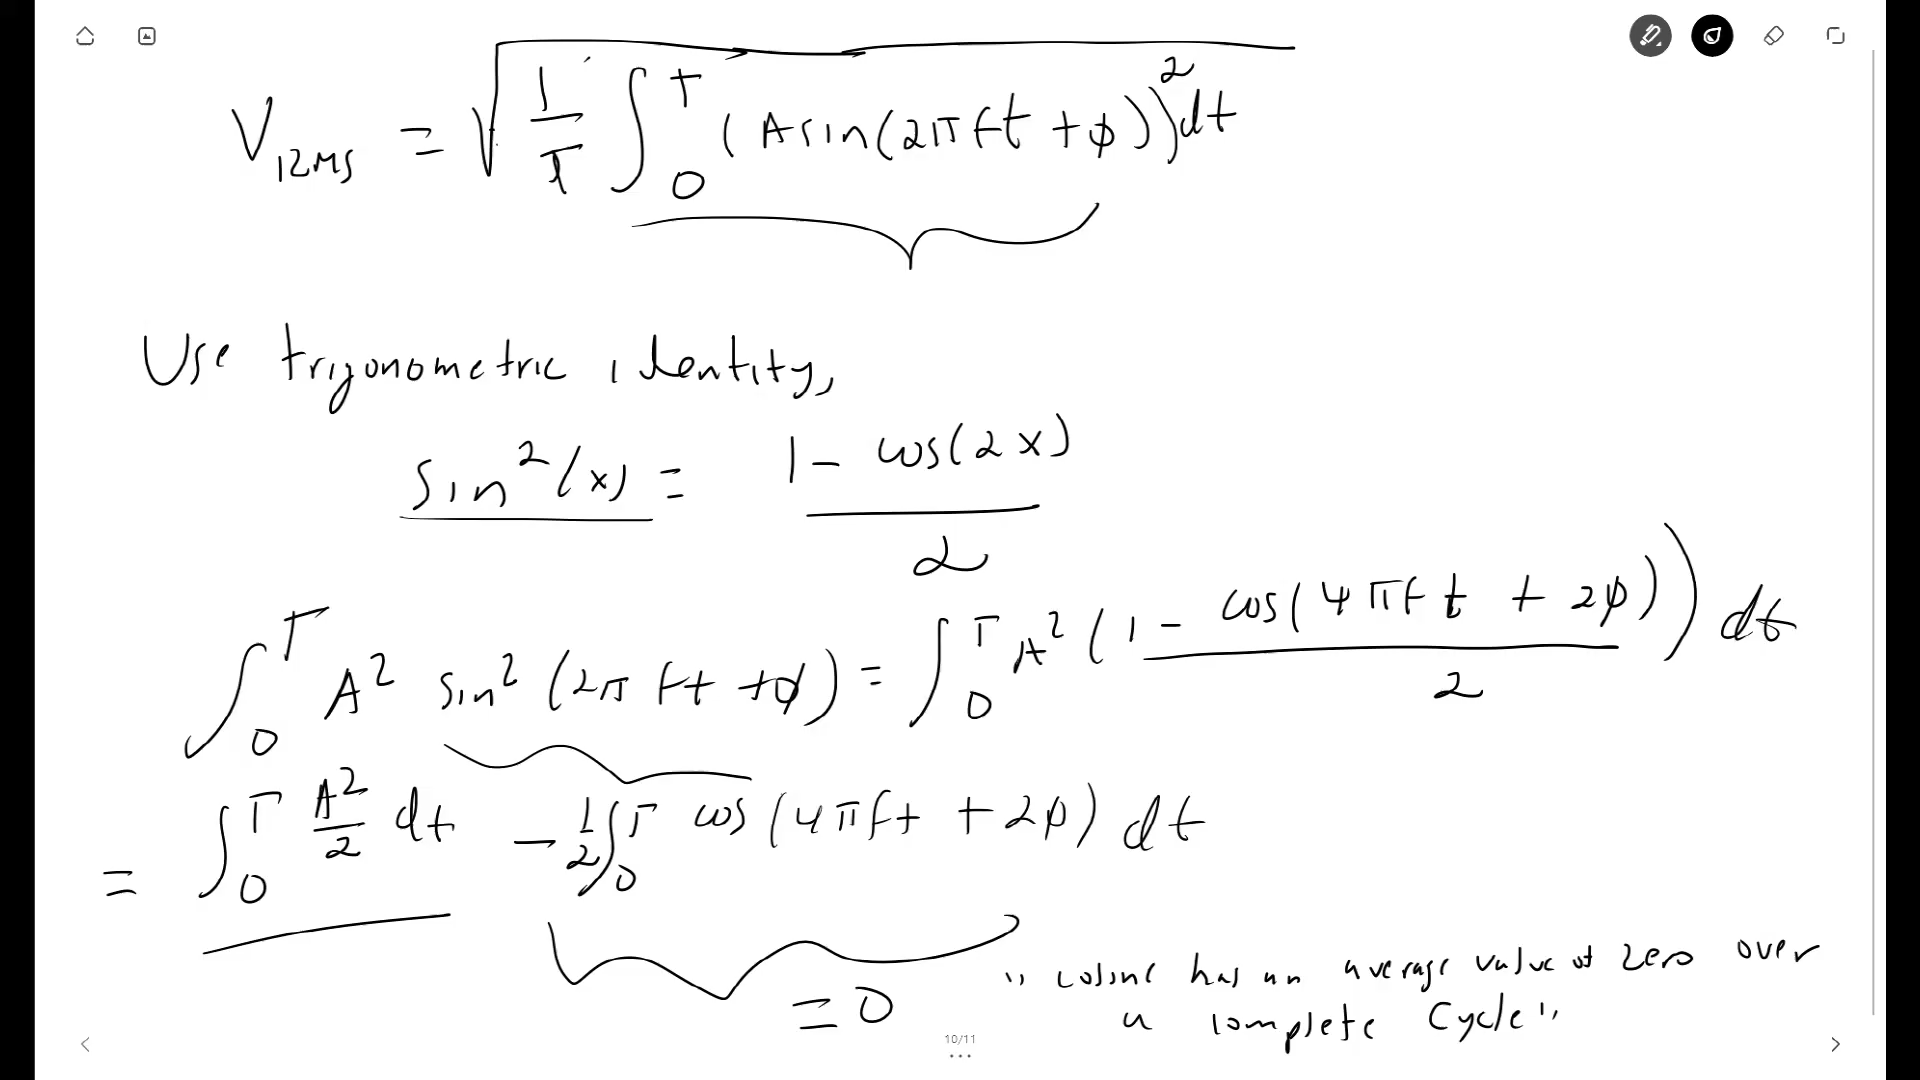 V_RMS = √(1/T ∫_0^T (A sin(2πft + φ))^2 dt)
Use trigonometric identity,
sin^2(x) = (1 - cos(2x))/2
∫_0^T A^2 sin^2(2πft + φ) = ∫_0^T A^2 (1 - cos(4πft + 2φ)/2) dt
= ∫_0^T A^2/2 dt - 1/2 ∫_0^T cos(4πft + 2φ) dt
= 0
"cosine has an average value of zero over
a complete cycle"
10/11